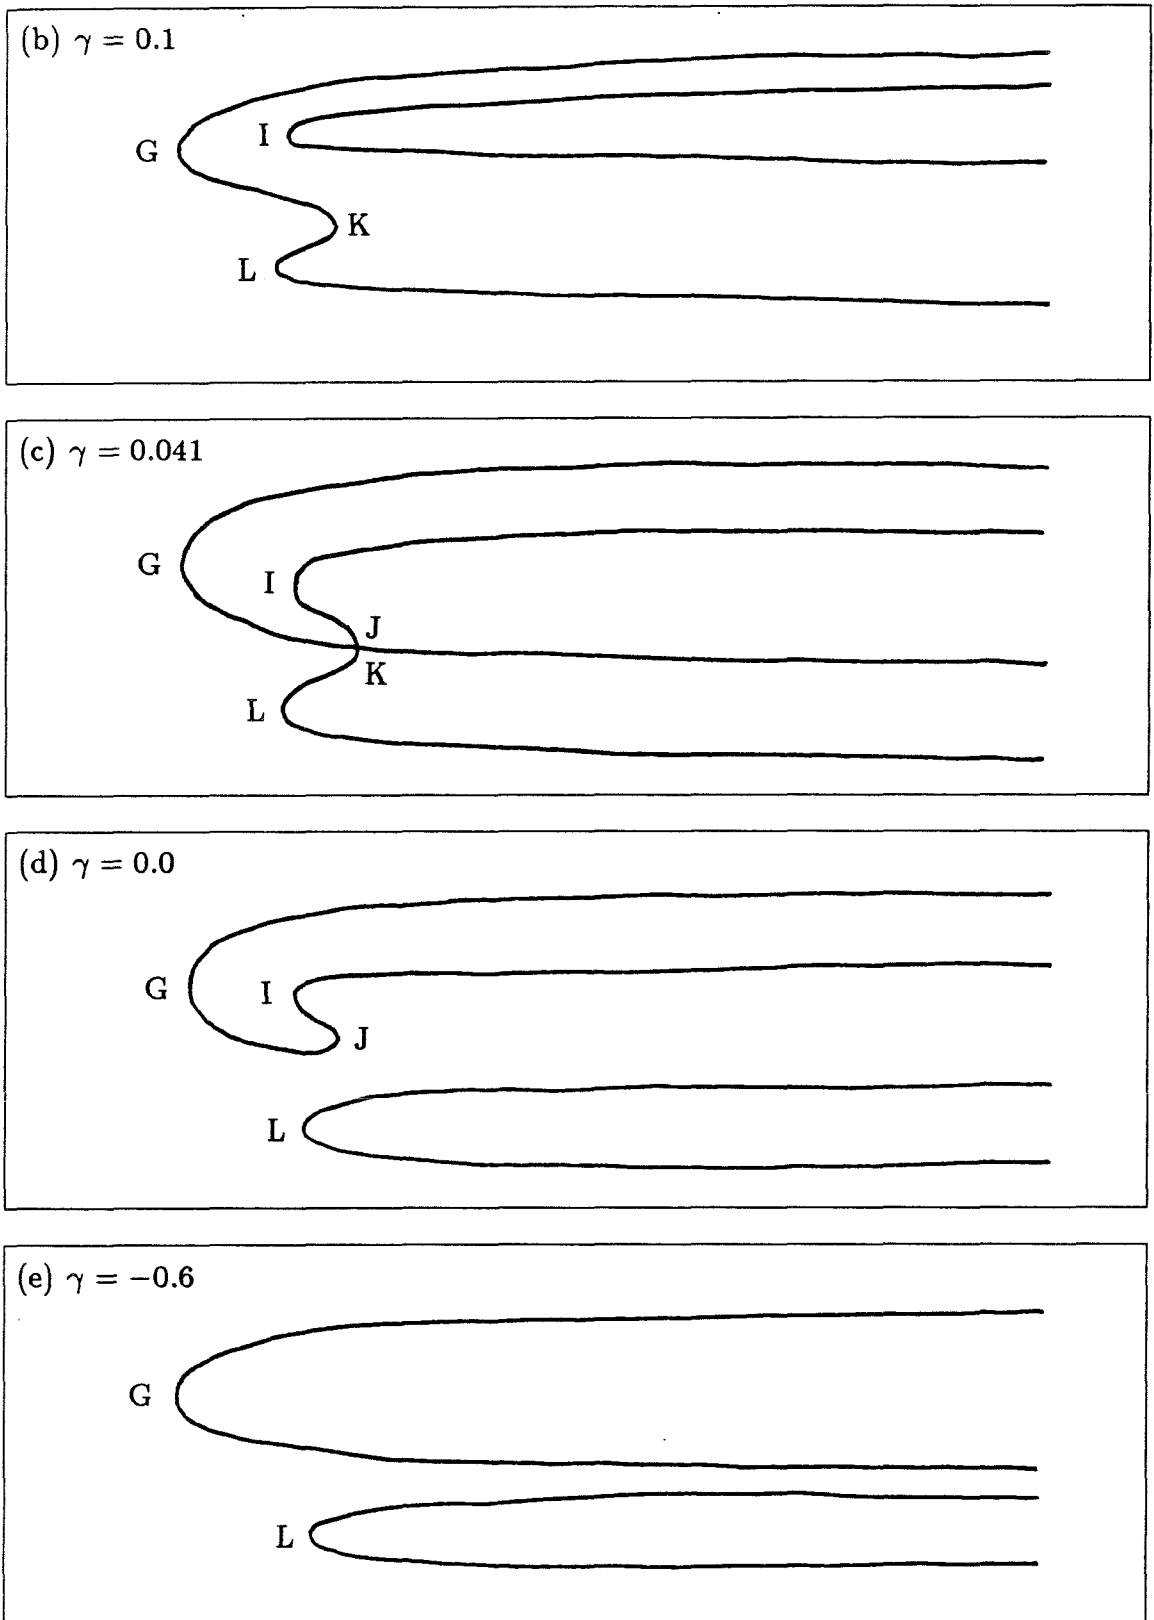 (b) γ = 0.1
G
I
K
L
(c) γ = 0.041
G
I
J
K
L
(d) γ = 0.0
G
I
J
L
(e) γ = −0.6
G
L